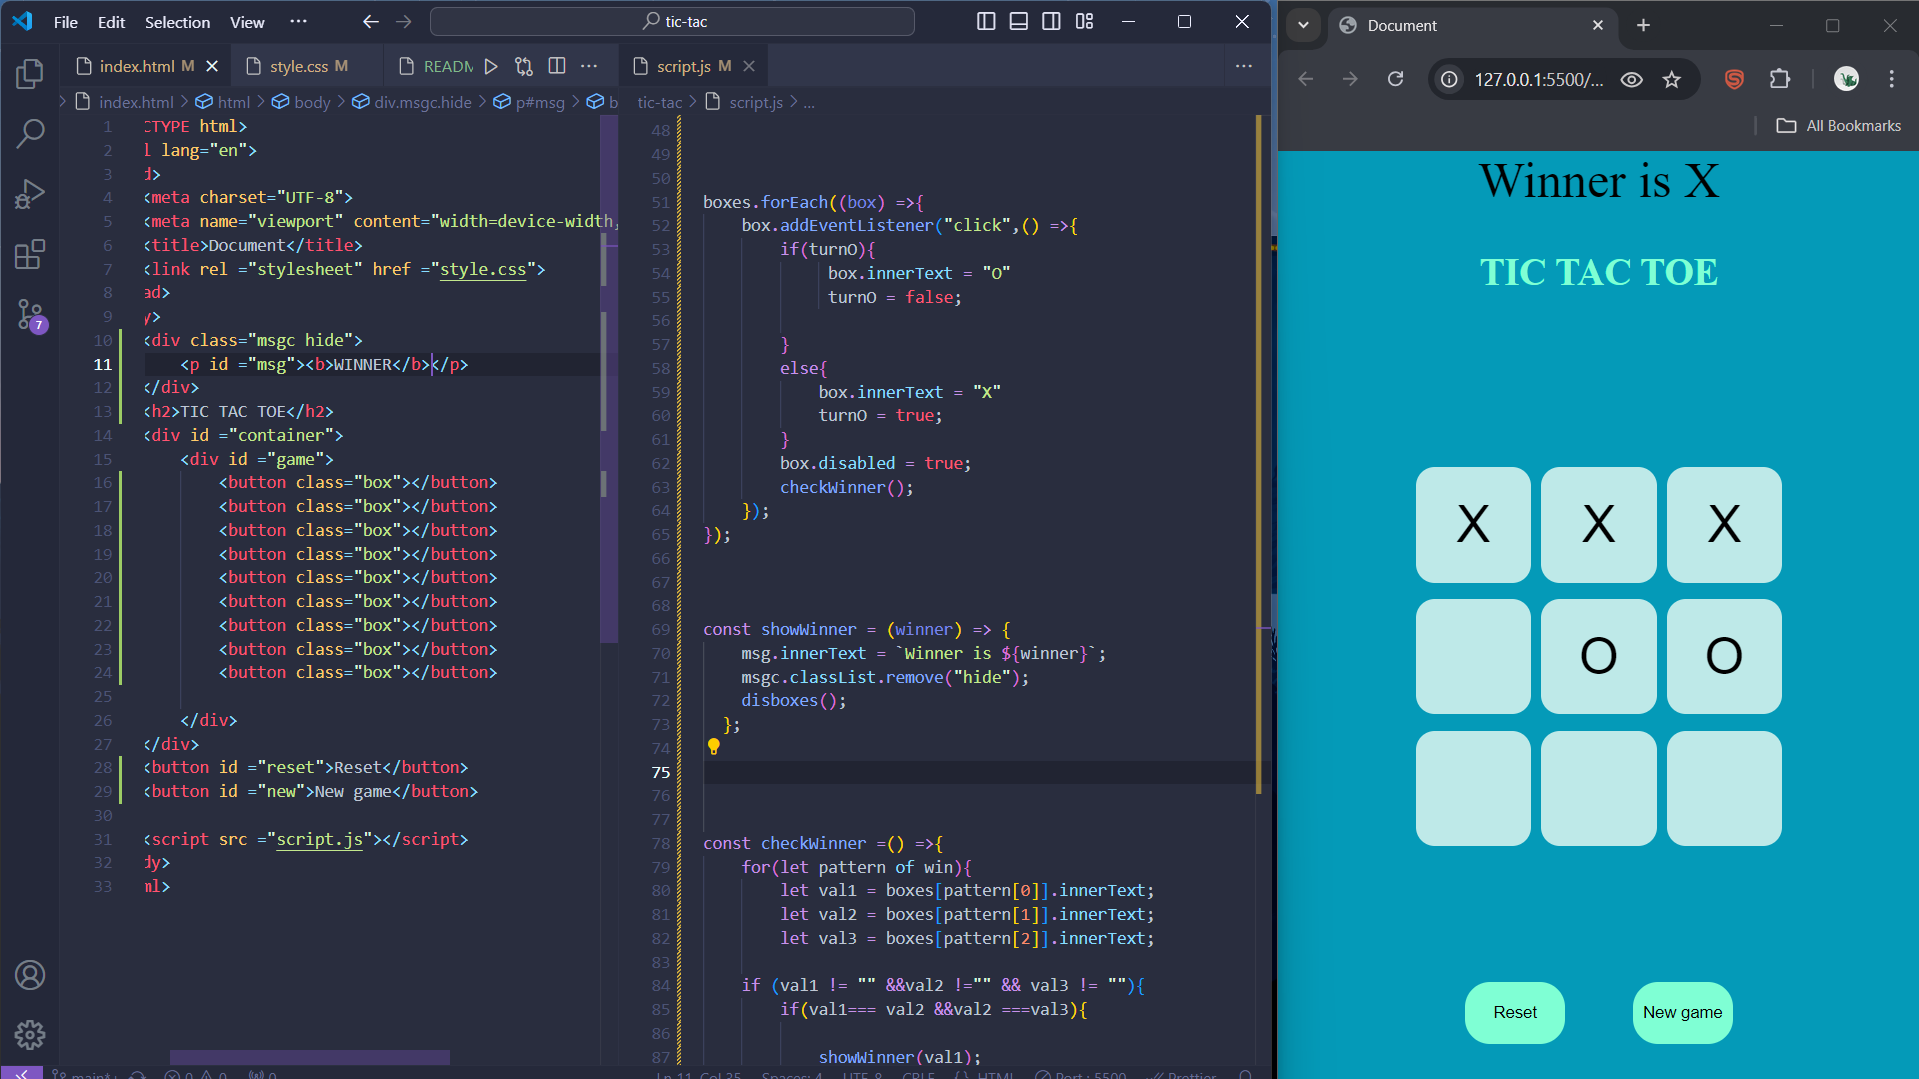 File Edit Selection View ··· tic-tac
index.html M style.css M READM script.js M ···
index.html > html > body > div.msgc.hide > p#msg > b
tic-tac > script.js > ...
1 CTYPE html>
2 l lang="en">
3 d>
4 <meta charset="UTF-8">
5 <meta name="viewport" content="width=device-width,
6 <title>Document</title>
7 <link rel ="stylesheet" href ="style.css">
8 ad>
9 y>
10 <div class="msgc hide">
11 <p id ="msg"><b>WINNER</b></p>
12 </div>
13 <h2>TIC TAC TOE</h2>
14 <div id ="container">
15 <div id ="game">
16 <button class="box"></button>
17 <button class="box"></button>
18 <button class="box"></button>
19 <button class="box"></button>
20 <button class="box"></button>
21 <button class="box"></button>
22 <button class="box"></button>
23 <button class="box"></button>
24 <button class="box"></button>
25
26 </div>
27 </div>
28 <button id ="reset">Reset</button>
29 <button id ="new">New game</button>
30
31 <script src ="script.js"></script>
32 dy>
33 ml>
7
48
49
50
51 boxes.forEach((box) =>{
52 box.addEventListener("click",() =>{
53 if(turnO){
54 box.innerText = "O"
55 turnO = false;
56
57 }
58 else{
59 box.innerText = "X"
60 turnO = true;
61 }
62 box.disabled = true;
63 checkWinner();
64 });
65 });
66
67
68
69 const showWinner = (winner) => {
70 msg.innerText = `Winner is ${winner}`;
71 msgc.classList.remove("hide");
72 disboxes();
73 };
74
75
76
77
78 const checkWinner =() =>{
79 for(let pattern of win){
80 let val1 = boxes[pattern[0]].innerText;
81 let val2 = boxes[pattern[1]].innerText;
82 let val3 = boxes[pattern[2]].innerText;
83
84 if (val1 != "" &&val2 !="" && val3 != ""){
85 if(val1=== val2 &&val2 ===val3){
86
87 showWinner(val1);
main* 0 0 0 Ln 11, Col 35 Spaces: 4 UTF-8 CRLF {} HTML Port : 5500 Prettier
Document
127.0.0.1:5500/...
All Bookmarks
Winner is X
TIC TAC TOE
X X X
O O
Reset New game